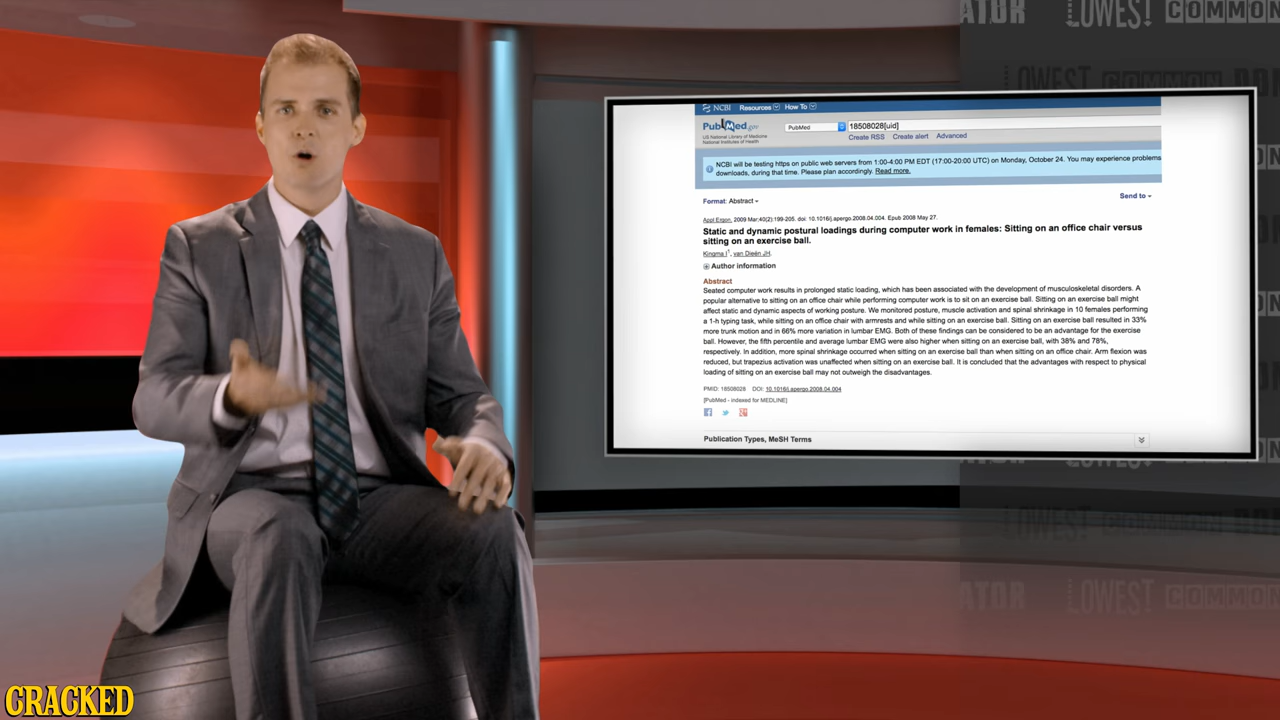 ATOR LOWEST COMMON
LOWEST COMMON
NCBI Resources How To
PubMed.gov
US National Library of Medicine
National Institutes of Health
PubMed
18508028[uid]
Create RSS Create alert Advanced
NCBI will be testing https on public web servers from 1:00-4:00 PM EDT (17:00-20:00 UTC) on Monday, October 24. You may experience problems
downloads, during that time. Please plan accordingly. Read more.
Format: Abstract
Send to
Appl Ergon. 2009 Mar;40(2):199-205. doi: 10.1016/j.apergo.2008.04.004. Epub 2008 May 27.
Static and dynamic postural loadings during computer work in females: Sitting on an office chair versus
sitting on an exercise ball.
Kingma I1, van Dieën JH.
Author information
Abstract
Seated computer work results in prolonged static loading, which has been associated with the development of musculoskeletal disorders. A
popular alternative to sitting on an office chair while performing computer work is to sit on an exercise ball. Sitting on an exercise ball might
affect static and dynamic aspects of working posture. We monitored posture, muscle activation and spinal shrinkage in 10 females performing
a 1-h typing task, while sitting on an office chair with armrests and while sitting on an exercise ball. Sitting on an exercise ball resulted in 33%
more trunk motion and in 66% more variation in lumbar EMG. Both of these findings can be considered to be an advantage for the exercise
ball. However, the fifth percentile and average lumbar EMG were also higher when sitting on an exercise ball, with 38% and 78%,
respectively. In addition, more spinal shrinkage occurred when sitting on an exercise ball than when sitting on an office chair. Arm flexion was
reduced, but trapezius activation was unaffected when sitting on an exercise ball. It is concluded that the advantages with respect to physical
loading of sitting on an exercise ball may not outweigh the disadvantages.
PMID: 18508028 DOI: 10.1016/j.apergo.2008.04.004
[PubMed - indexed for MEDLINE]
Publication Types, MeSH Terms
LOWEST COMMON
ATOR LOWEST COMMON
CRACKED